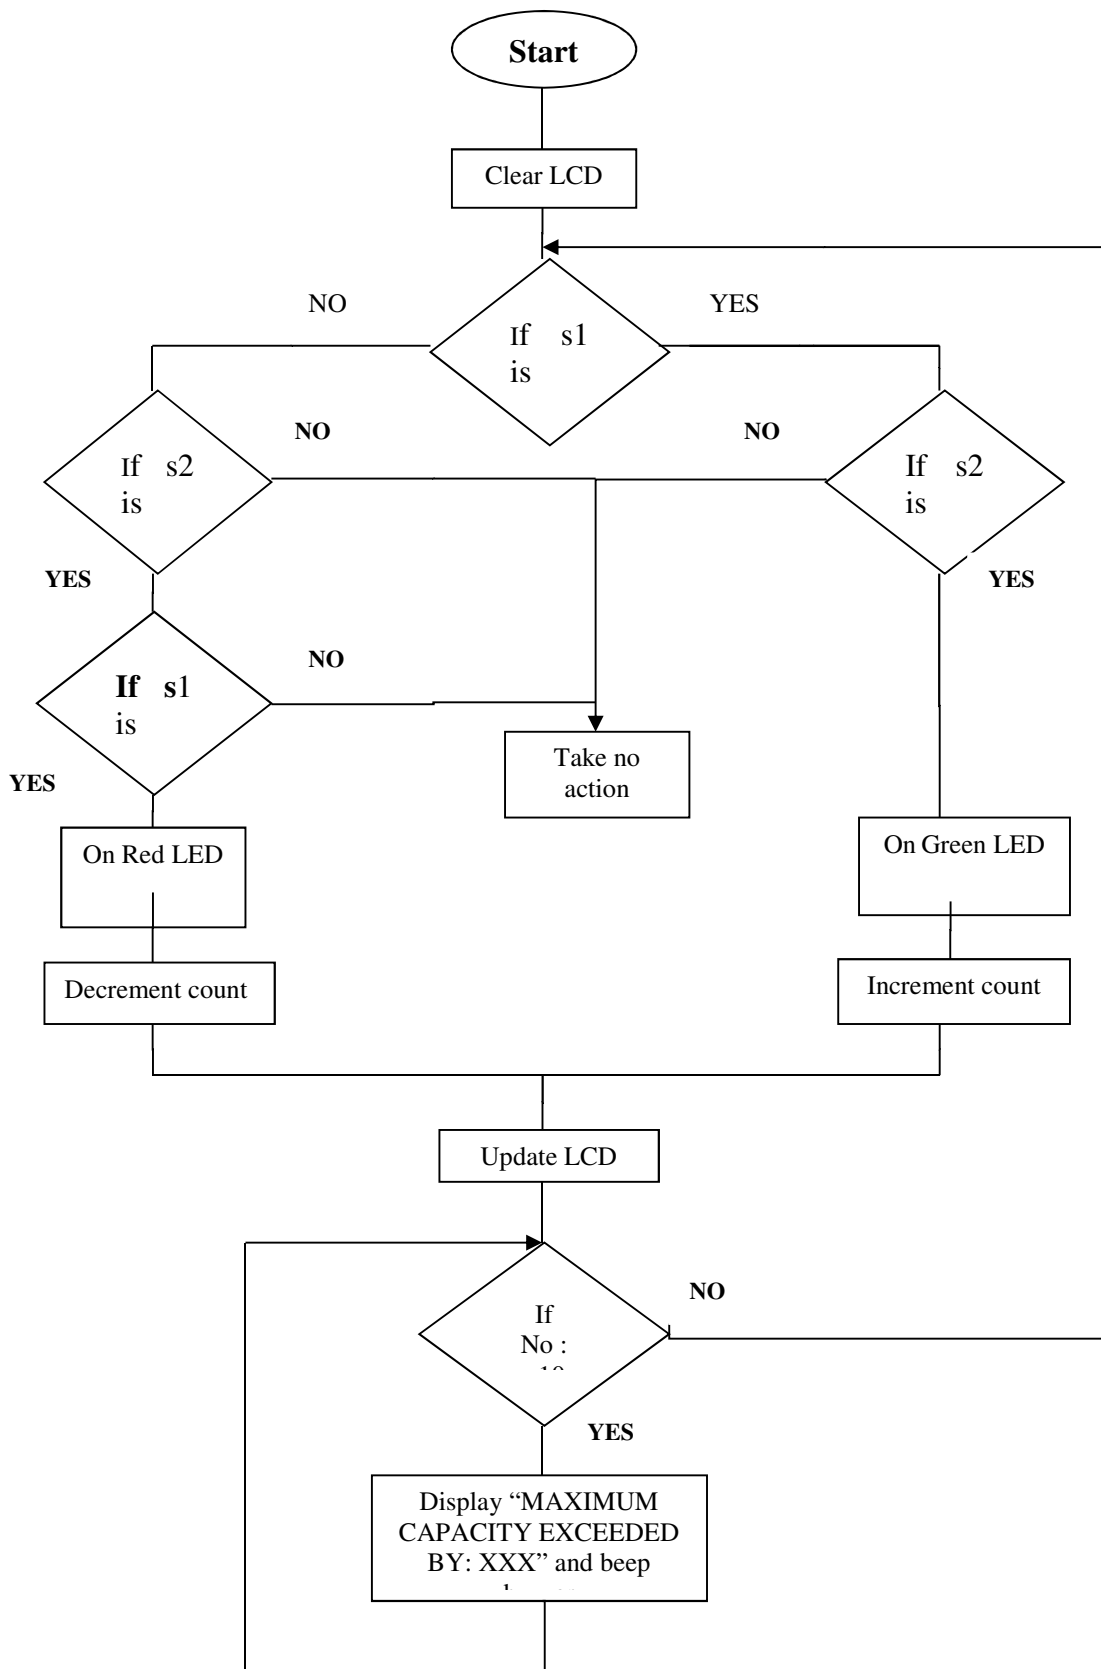 Start
Clear LCD
NO
YES
If s1
is
NO
NO
If s2
is
If s2
is
YES
YES
NO
If s1
is
YES
Take no
action
On Red LED
On Green LED
Decrement count
Increment count
Update LCD
NO
If
No :
YES
Display “MAXIMUM
CAPACITY EXCEEDED
BY: XXX” and beep